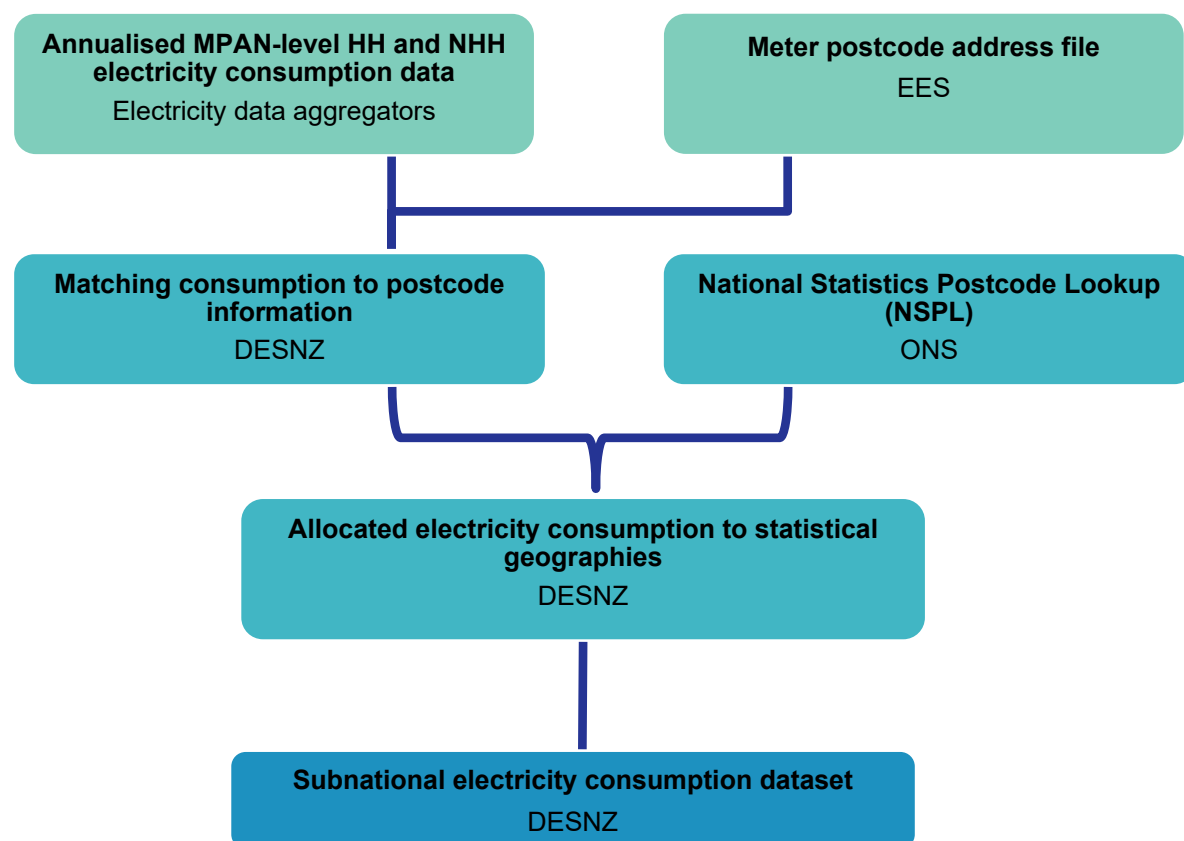 Annualised MPAN-level HH and NHH
electricity consumption data
Electricity data aggregators
Meter postcode address file
EES
Matching consumption to postcode
information
DESNZ
National Statistics Postcode Lookup
(NSPL)
ONS
Allocated electricity consumption to statistical
geographies
DESNZ
Subnational electricity consumption dataset
DESNZ